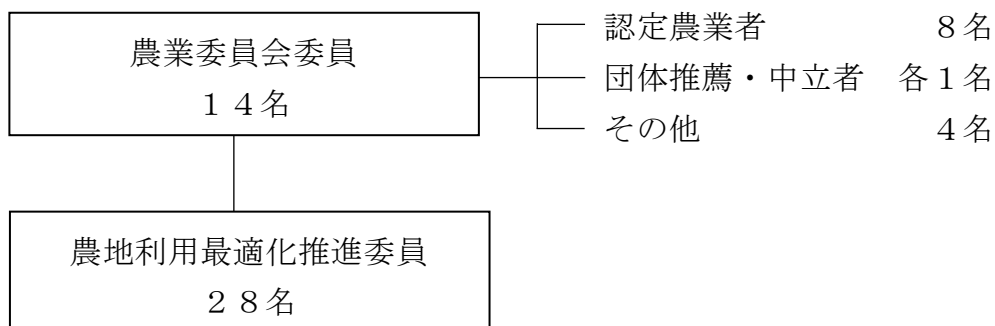 農業委員会委員
１４名
認定農業者　８名
団体推薦・中立者　各１名
その他　４名
農地利用最適化推進委員
２８名